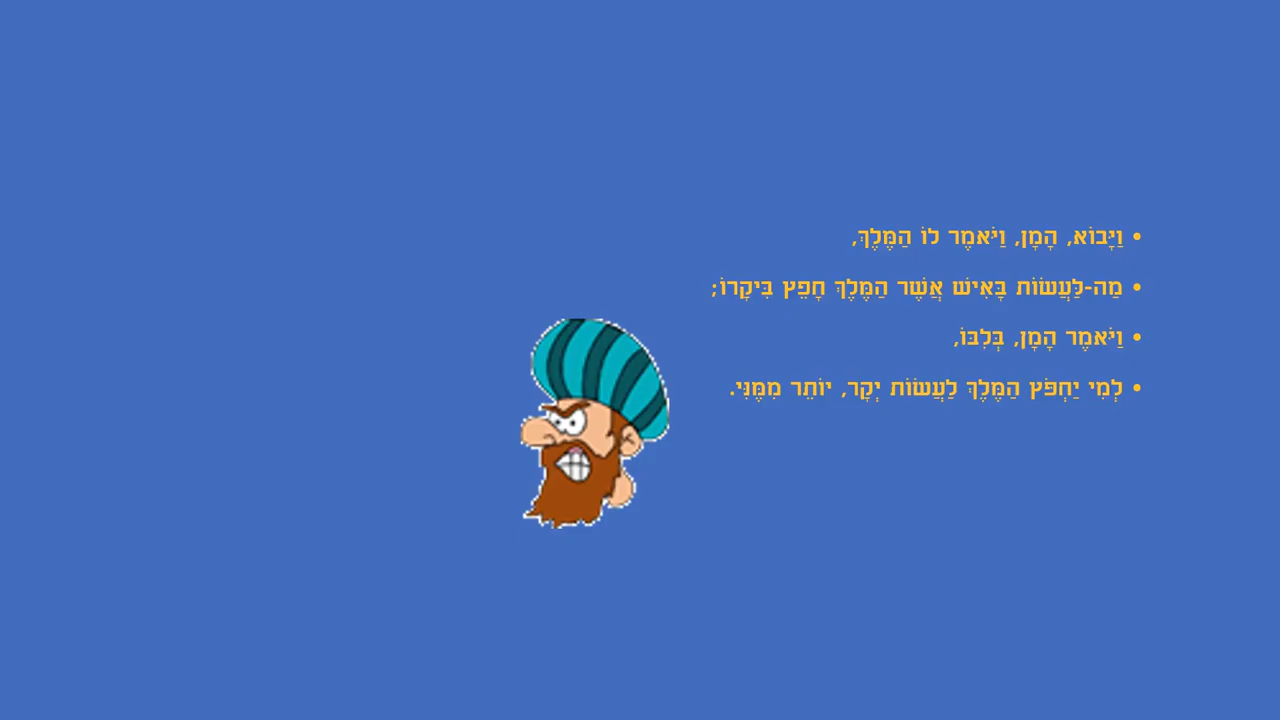 • וַיָּבוֹא, הָמָן, וַיֹּאמֶר לוֹ הַמֶּלֶךְ,
• מַה-לַּעֲשׂוֹת בָּאִישׁ אֲשֶׁר הַמֶּלֶךְ חָפֵץ בִּיקָרוֹ;
• וַיֹּאמֶר הָמָן, בְּלִבּוֹ,
• לְמִי יַחְפֹּץ הַמֶּלֶךְ לַעֲשׂוֹת יְקָר, יוֹתֵר מִמֶּנִּי.